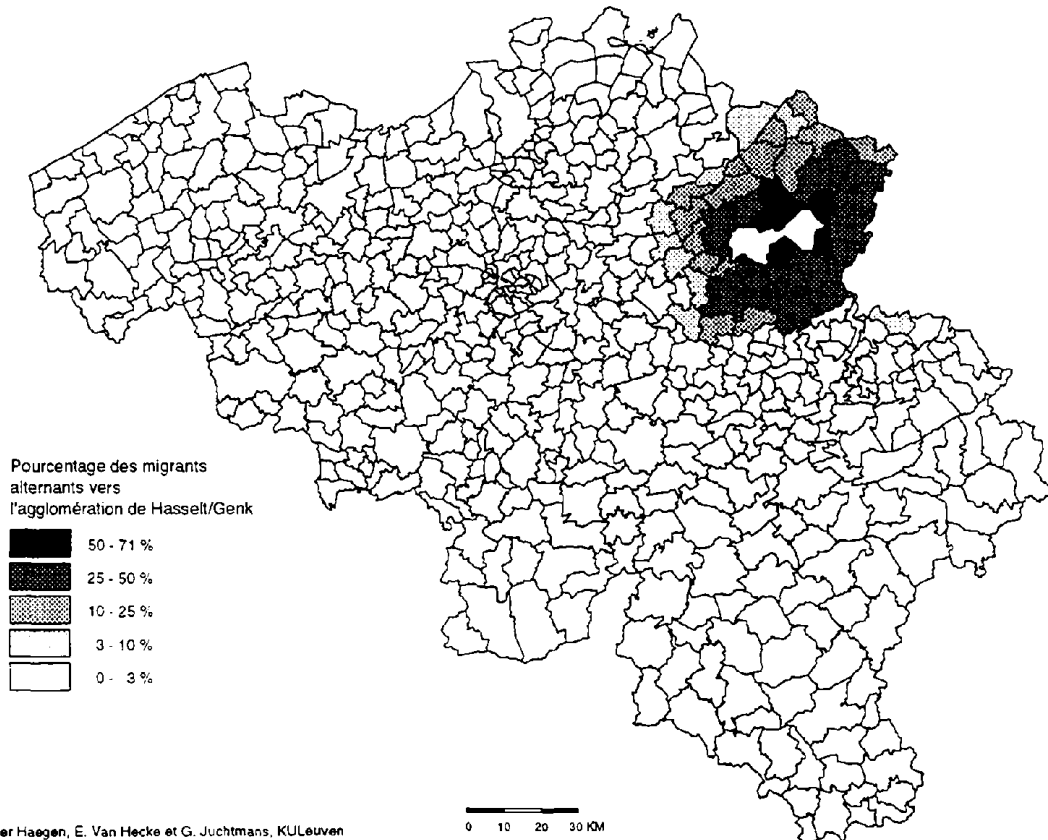 Pourcentage des migrants
alternants vers
l'agglomération de Hasselt/Genk
50 - 71 %
25 - 50 %
10 - 25 %
3 - 10 %
0 - 3 %
er Haegen, E. Van Hecke et G. Juchtmans, KULeuven
0 10 20 30 KM